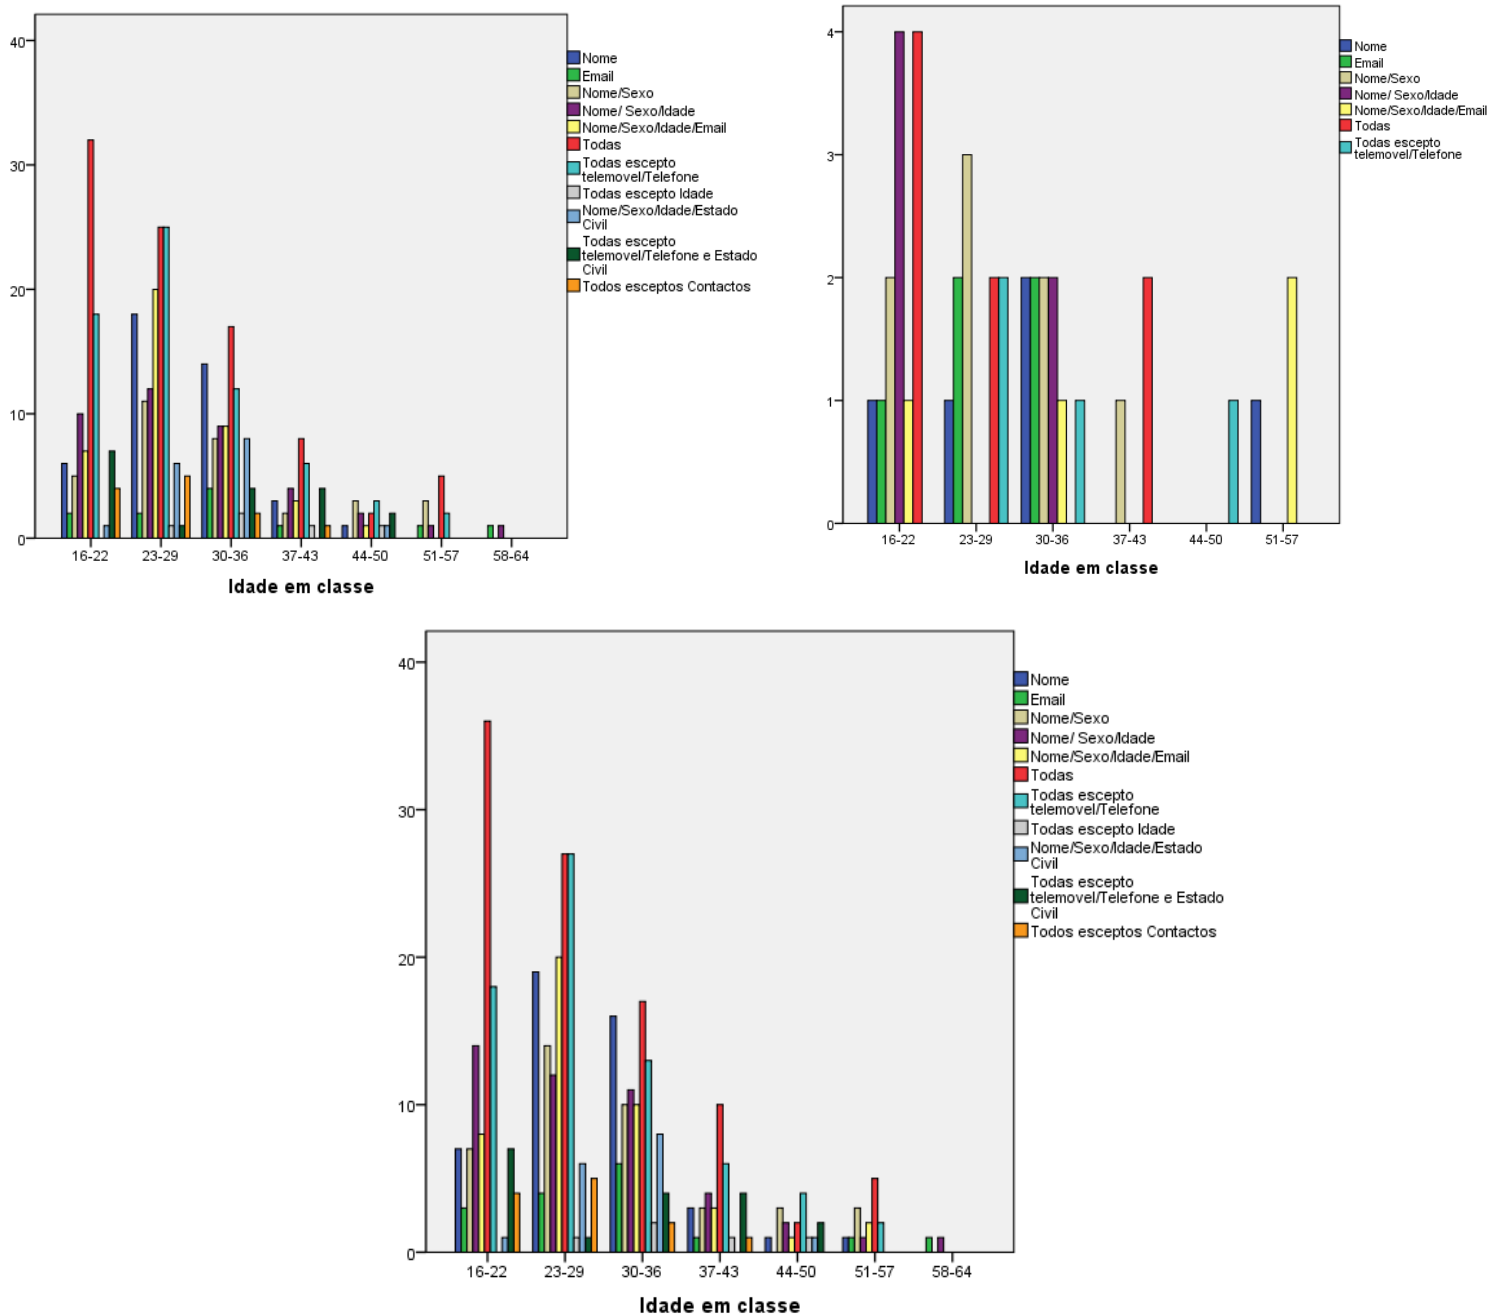 40
30
20
10
0
16-22 23-29 30-36 37-43 44-50 51-57 58-64
Idade em classe
Nome
Email
Nome/Sexo
Nome/ Sexo/Idade
Nome/Sexo/Idade/Email
Todas
Todas escepto
telemovel/Telefone
Todas escepto Idade
Nome/Sexo/Idade/Estado
Civil
Todas escepto
telemovel/Telefone e Estado
Civil
Todos esceptos Contactos
4
3
2
1
0
16-22 23-29 30-36 37-43 44-50 51-57
Idade em classe
Nome
Email
Nome/Sexo
Nome/ Sexo/Idade
Nome/Sexo/Idade/Email
Todas
Todas escepto
telemovel/Telefone
40
30
20
10
0
16-22 23-29 30-36 37-43 44-50 51-57 58-64
Idade em classe
Nome
Email
Nome/Sexo
Nome/ Sexo/Idade
Nome/Sexo/Idade/Email
Todas
Todas escepto
telemovel/Telefone
Todas escepto Idade
Nome/Sexo/Idade/Estado
Civil
Todas escepto
telemovel/Telefone e Estado
Civil
Todos esceptos Contactos